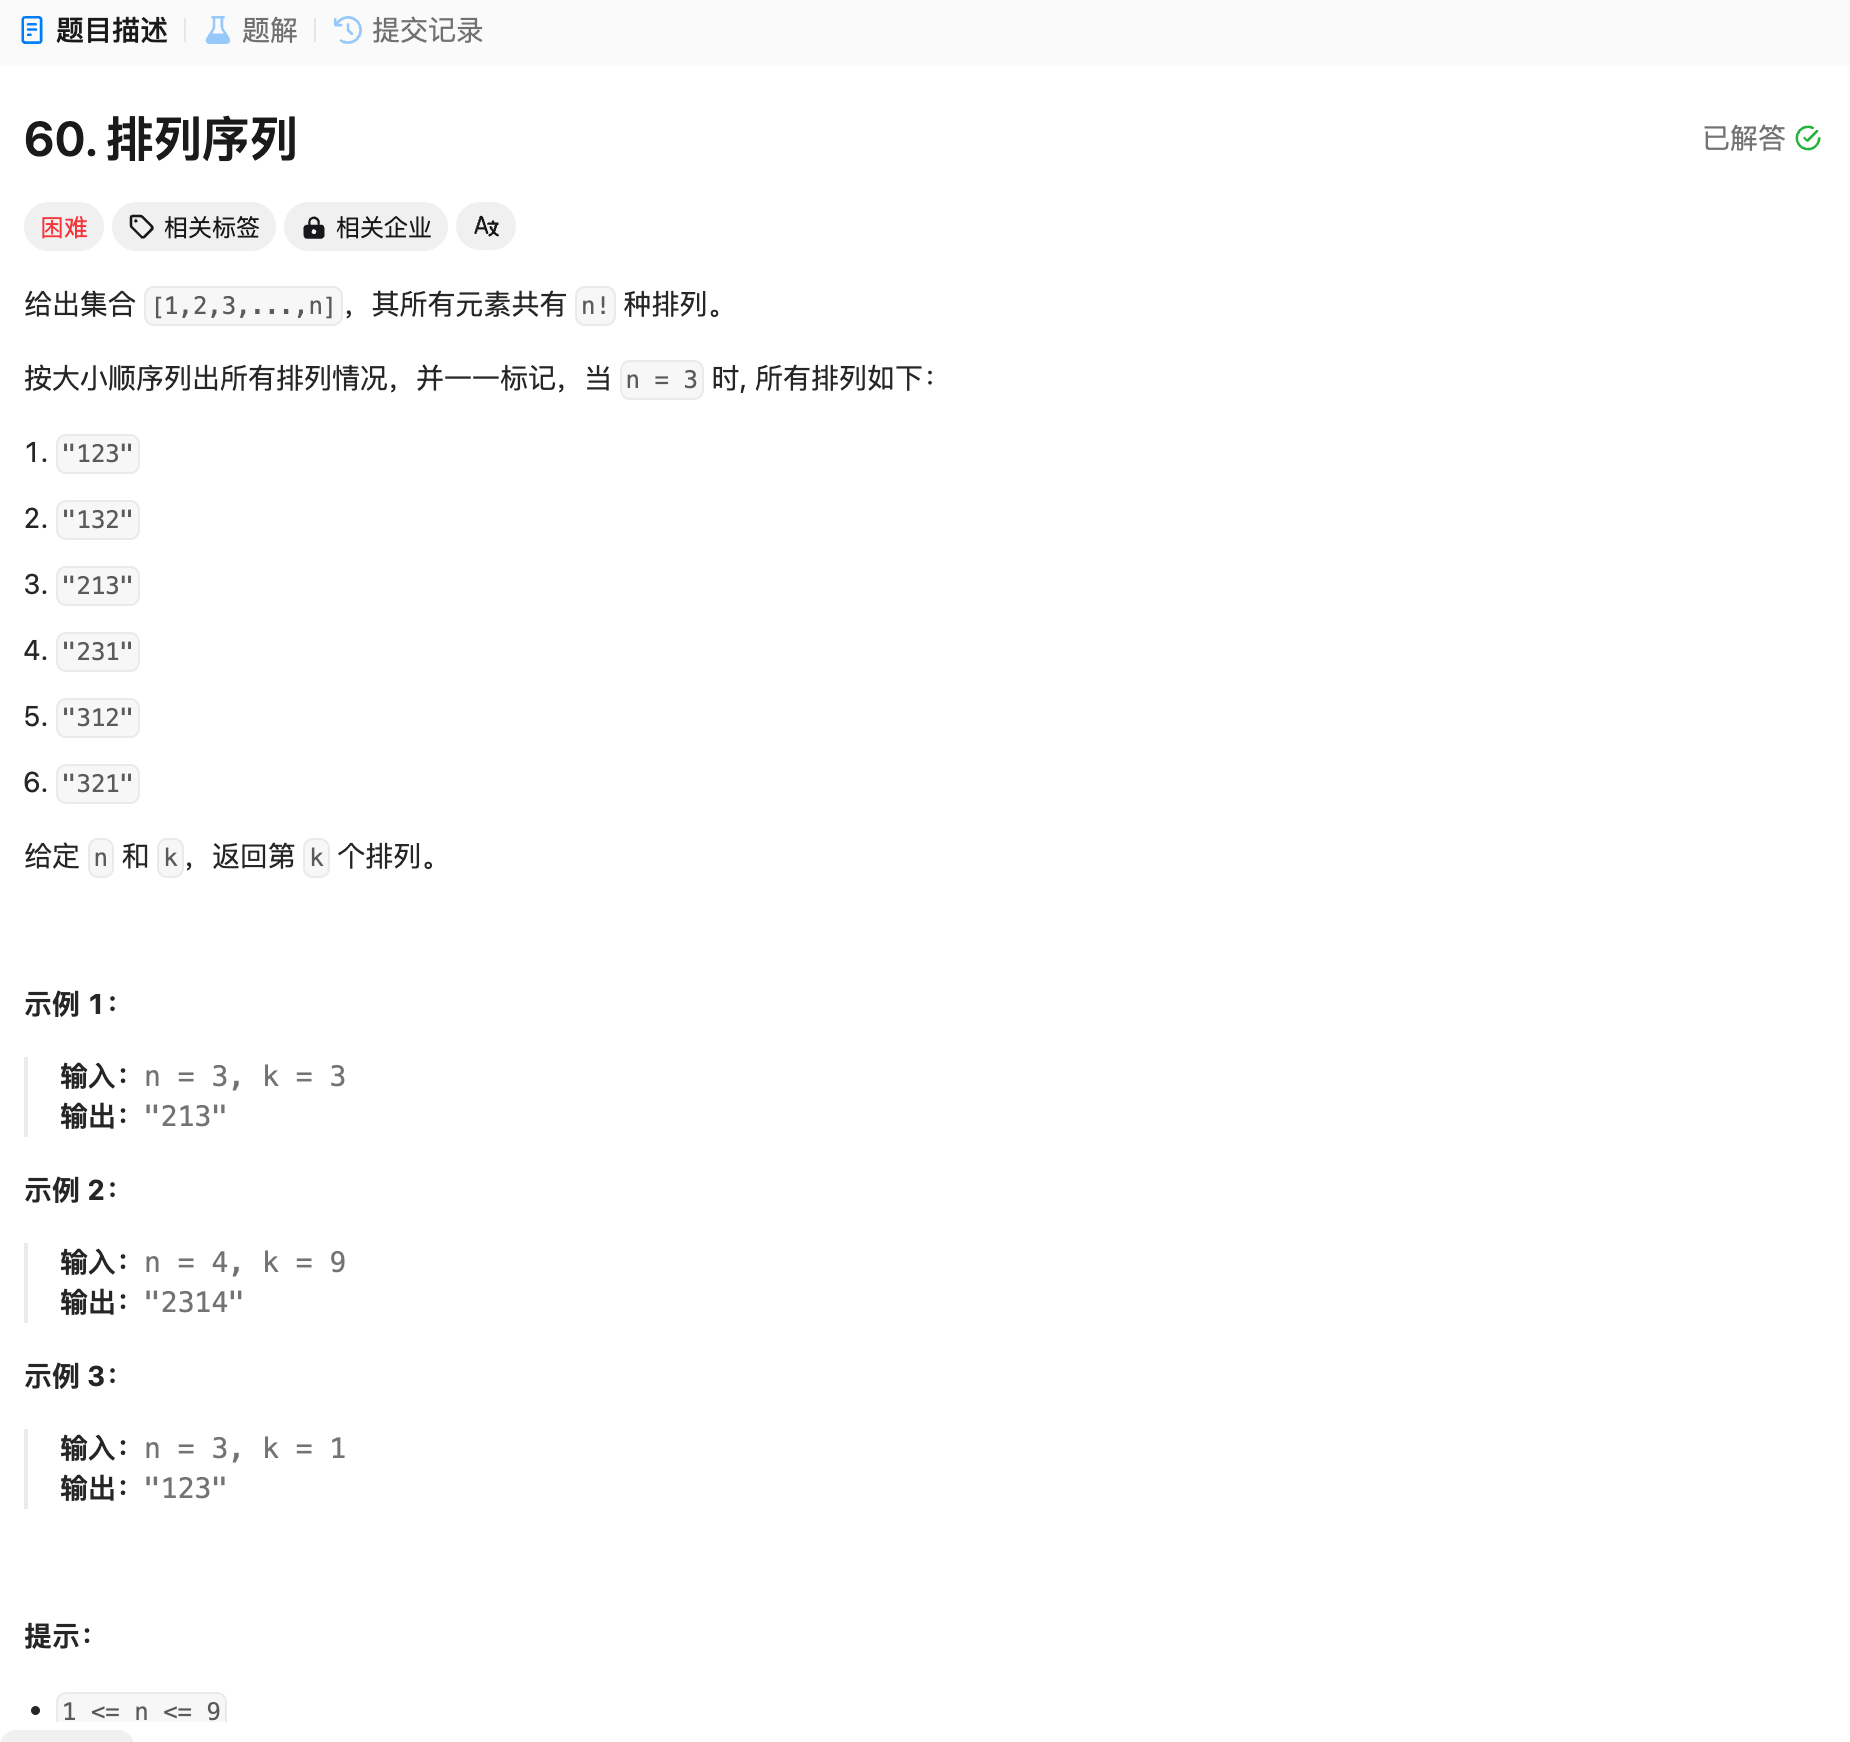 题目描述 题解 提交记录
60. 排列序列
已解答
困难 相关标签 相关企业
给出集合 [1,2,3,...,n]，其所有元素共有 n! 种排列。
按大小顺序列出所有排列情况，并一一标记，当 n = 3 时, 所有排列如下：
1. "123"
2. "132"
3. "213"
4. "231"
5. "312"
6. "321"
给定 n 和 k，返回第 k 个排列。
示例 1：
输入：n = 3, k = 3
输出："213"
示例 2：
输入：n = 4, k = 9
输出："2314"
示例 3：
输入：n = 3, k = 1
输出："123"
提示：
• 1 <= n <= 9